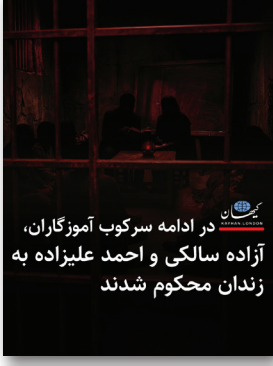 کیهان
KAYHAN LONDON
در ادامه سرکوب آموزگاران،
آزاده سالکی و احمد علیزاده به
زندان محکوم شدند